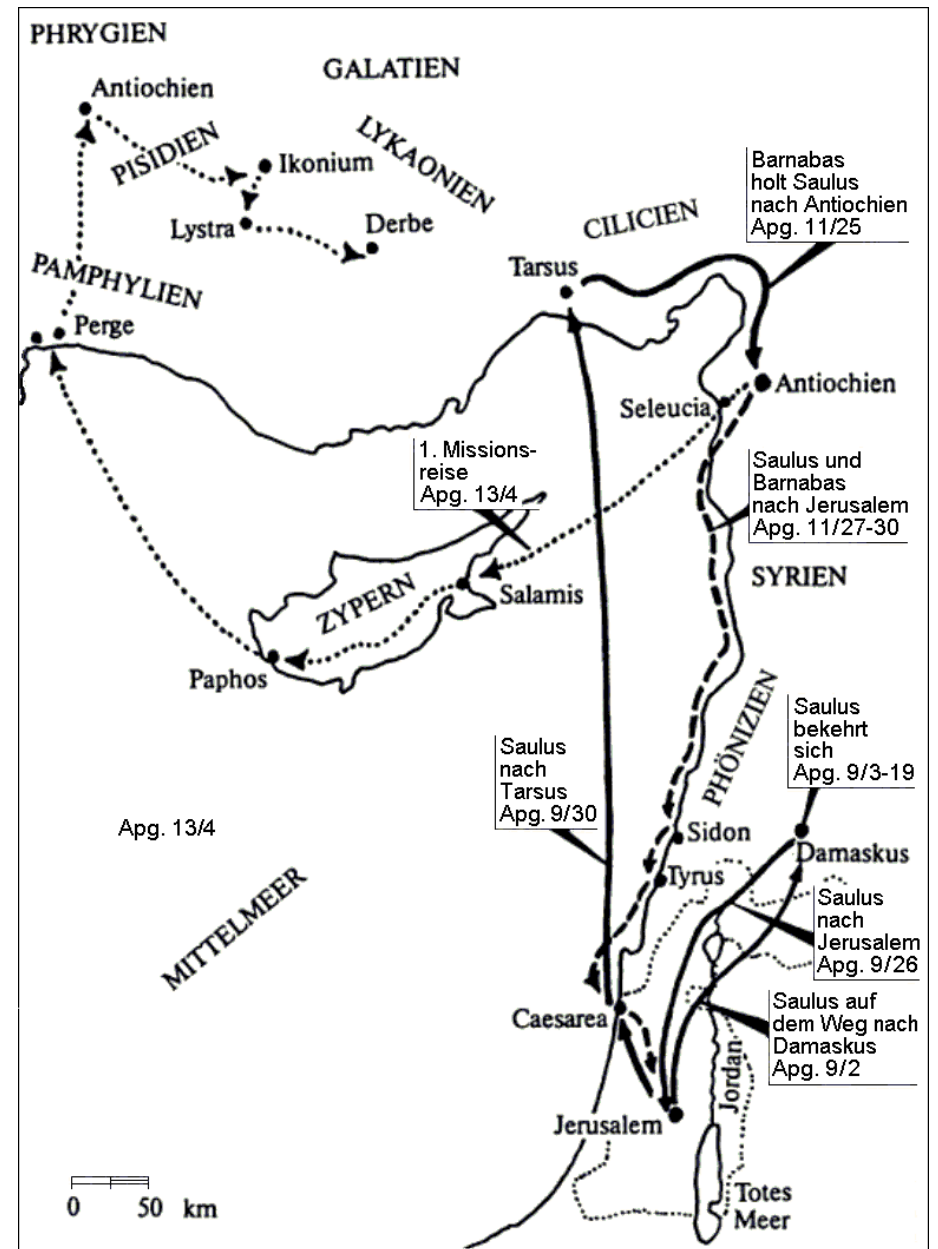 PHRYGIEN
GALATIEN
Antiochien
PISIDIEN
LYKAONIEN
Ikonium
Lystra
Derbe
Barnabas
holt Saulus
nach Antiochien
Apg. 11/25
CILICIEN
Tarsus
PAMPHYLIEN
Perge
Antiochien
Seleucia
1. Missions-
reise
Apg. 13/4
Saulus und
Barnabas
nach Jerusalem
Apg. 11/27-30
SYRIEN
ZYPERN
Salamis
Paphos
PHÖNIZIEN
Saulus
bekehrt
sich
Apg. 9/3-19
Saulus
nach
Tarsus
Apg. 9/30
Apg. 13/4
Sidon
Damaskus
Tyrus
MITTELMEER
Saulus
nach
Jerusalem
Apg. 9/26
Caesarea
Saulus auf
dem Weg nach
Damaskus
Apg. 9/2
Jordan
Jerusalem
Totes
Meer
0 50 km